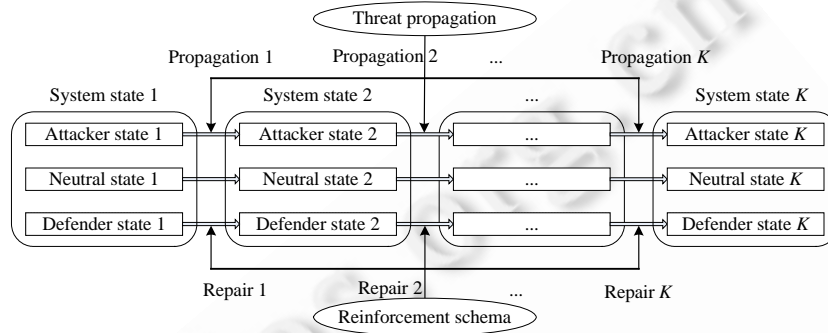 Threat propagation
Propagation 1
Propagation 2
...
Propagation K
System state 1
System state 2
...
System state K
Attacker state 1
Attacker state 2
...
Attacker state K
Neutral state 1
Neutral state 2
...
Neutral state K
Defender state 1
Defender state 2
...
Defender state K
Repair 1
Repair 2
...
Repair K
Reinforcement schema